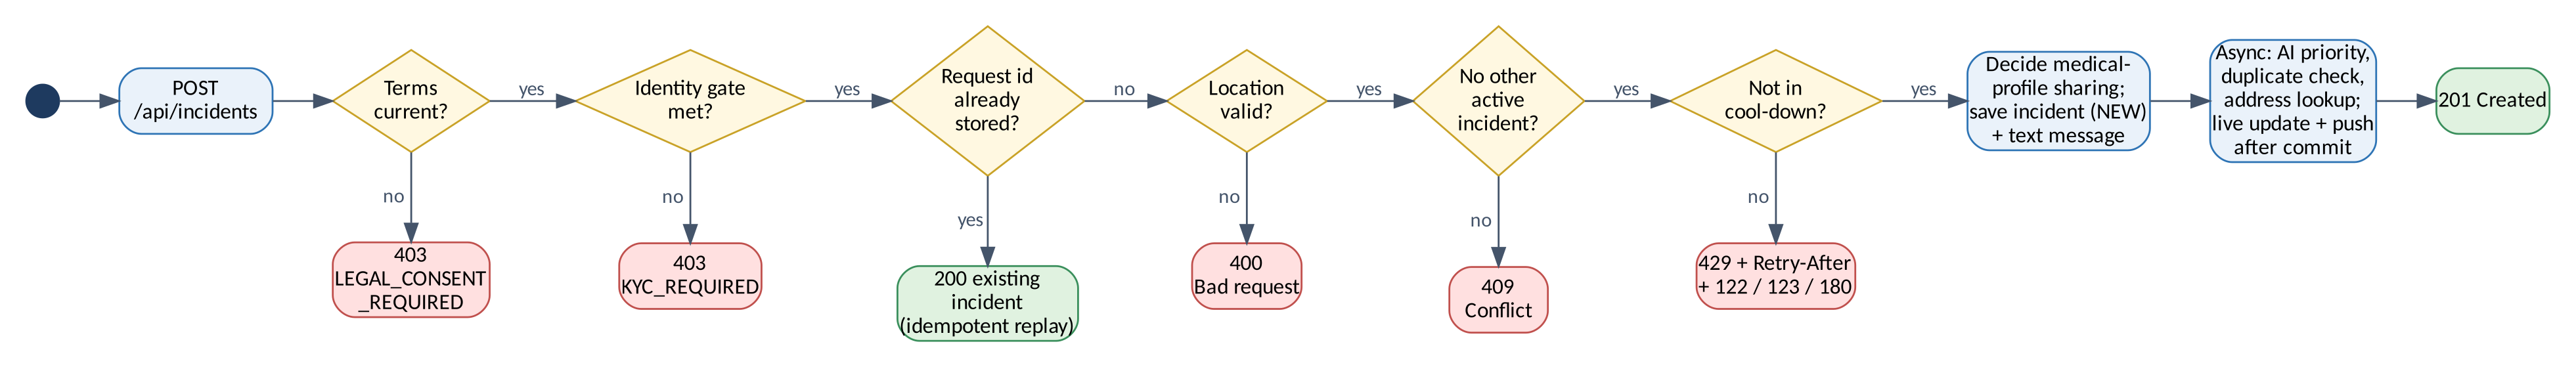 POST
/api/incidents
Terms
current?
yes
Identity gate
met?
yes
Request id
already
stored?
no
Location
valid?
yes
No other
active
incident?
yes
Not in
cool-down?
yes
Decide medical-
profile sharing;
save incident (NEW)
+ text message
Async: AI priority,
duplicate check,
address lookup;
live update + push
after commit
201 Created
no
no
yes
no
no
no
403
LEGAL_CONSENT
_REQUIRED
403
KYC_REQUIRED
200 existing
incident
(idempotent replay)
400
Bad request
409
Conflict
429 + Retry-After
+ 122 / 123 / 180